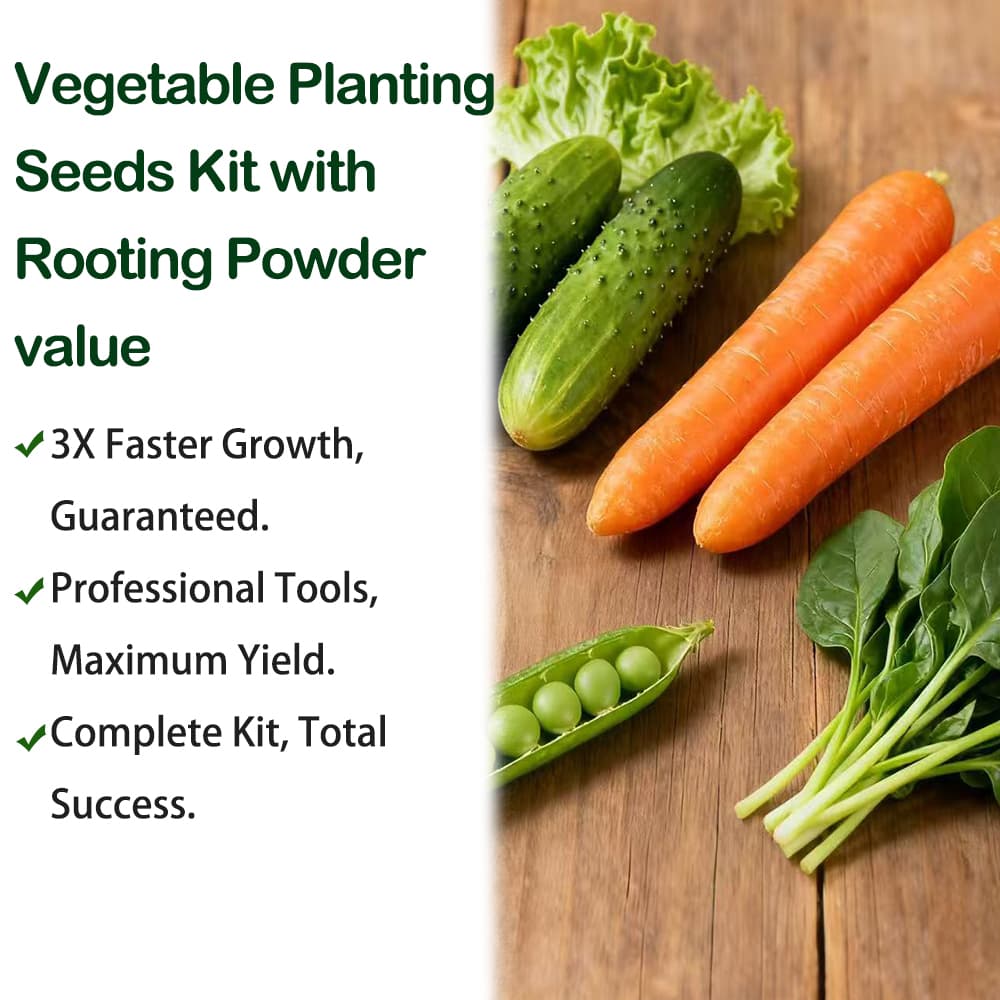 Vegetable Planting
Seeds Kit with
Rooting Powder
value
3X Faster Growth,
Guaranteed.
Professional Tools,
Maximum Yield.
Complete Kit, Total
Success.